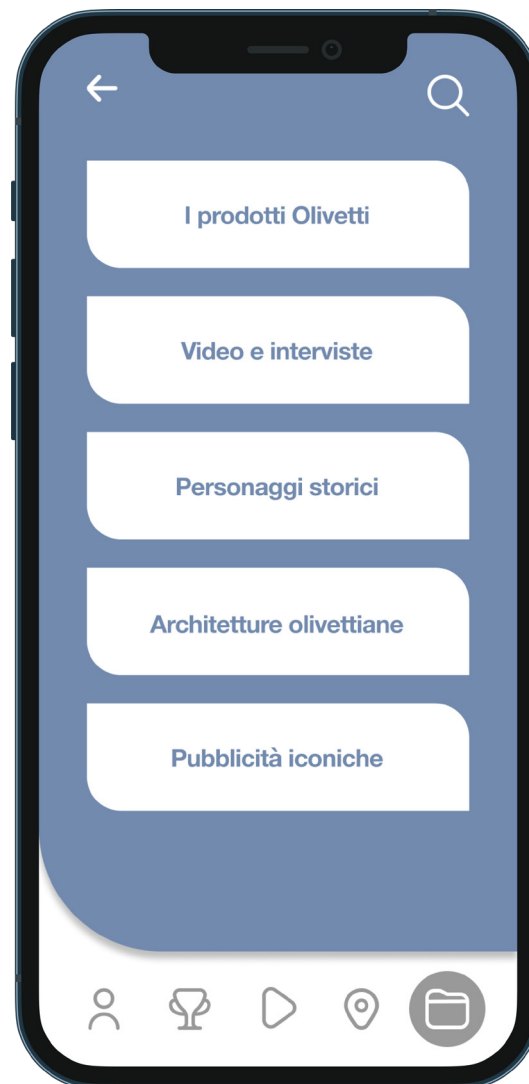 I prodotti Olivetti
Video e interviste
Personaggi storici
Architetture olivettiane
Pubblicità iconiche